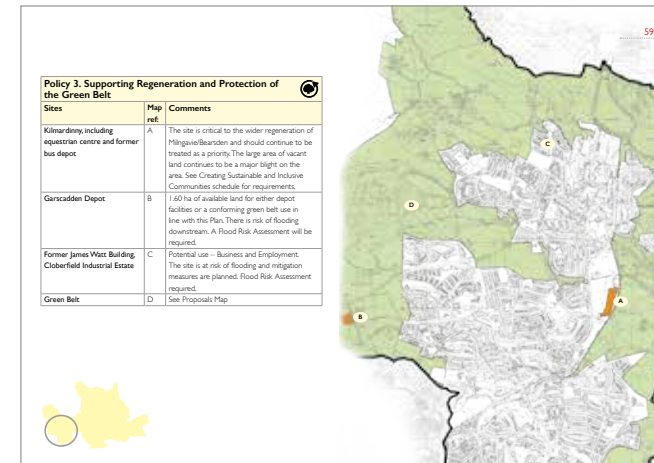 59
Policy 3. Supporting Regeneration and Protection of
the Green Belt
Sites
Map
ref:
Comments
Kilmardinny, including
equestrian centre and former
bus depot
A
The site is critical to the wider regeneration of
Milngavie/Bearsden and should continue to be
treated as a priority. The large area of vacant
land continues to be a major blight on the
area. See Creating Sustainable and Inclusive
Communities schedule for requirements.
Garscadden Depot
B
1.60 ha of available land for either depot
facilities or a conforming green belt use in
line with this Plan. There is risk of flooding
downstream. A Flood Risk Assessment will be
required.
Former James Watt Building,
Cloberfield Industrial Estate
C
Potential use – Business and Employment.
The site is at risk of flooding and mitigation
measures are planned. Flood Risk Assessment
required.
Green Belt
D
See Proposals Map
C
D
A
B